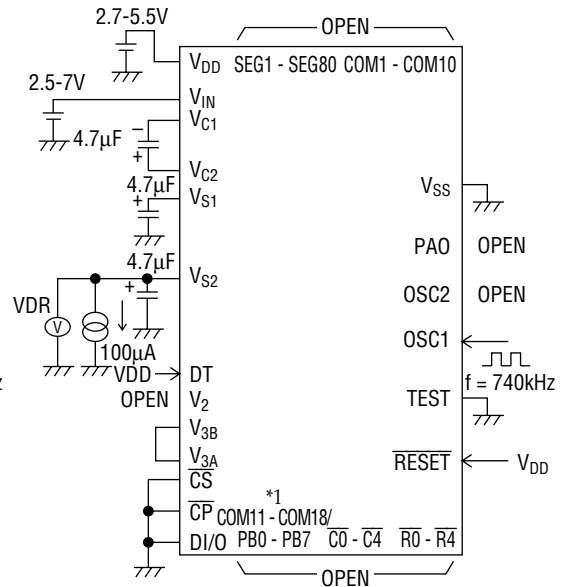 OPEN
2.7-5.5V
VDD SEG1 - SEG80 COM1 - COM10
2.5-7V
VIN
VC1
–
4.7μF
+
VC2
4.7μF
VS1
+
VSS
PAO OPEN
4.7μF
VS2
+
OSC2 OPEN
VDR
V
OSC1
100μA
VDD DT
f = 740kHz
OPEN V2
TEST
V3B
V3A
RESET VDD
CS
*1
CP COM11 - COM18/
DI/O PB0 - PB7 C0 - C4 R0 - R4
OPEN